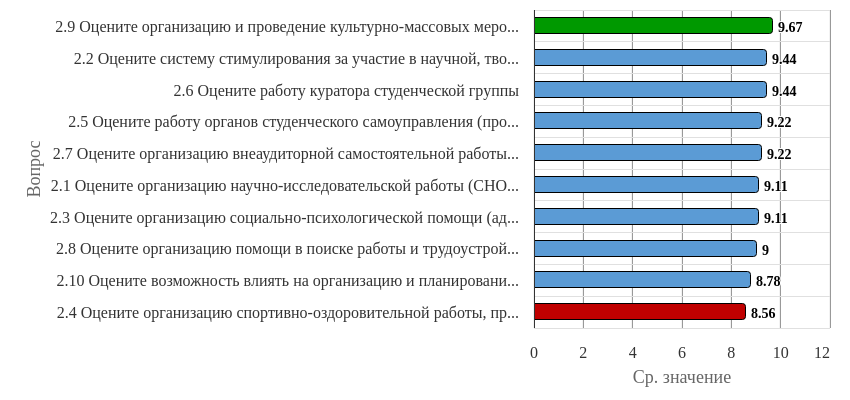 2.9 Оцените организацию и проведение культурно-массовых меро... 9.67
2.2 Оцените систему стимулирования за участие в научной, тво... 9.44
2.6 Оцените работу куратора студенческой группы 9.44
2.5 Оцените работу органов студенческого самоуправления (про... 9.22
2.7 Оцените организацию внеаудиторной самостоятельной работы... 9.22
2.1 Оцените организацию научно-исследовательской работы (СНО... 9.11
2.3 Оцените организацию социально-психологической помощи (ад... 9.11
2.8 Оцените организацию помощи в поиске работы и трудоустрой... 9
2.10 Оцените возможность влиять на организацию и планировани... 8.78
2.4 Оцените организацию спортивно-оздоровительной работы, пр... 8.56
Вопрос
0 2 4 6 8 10 12
Ср. значение